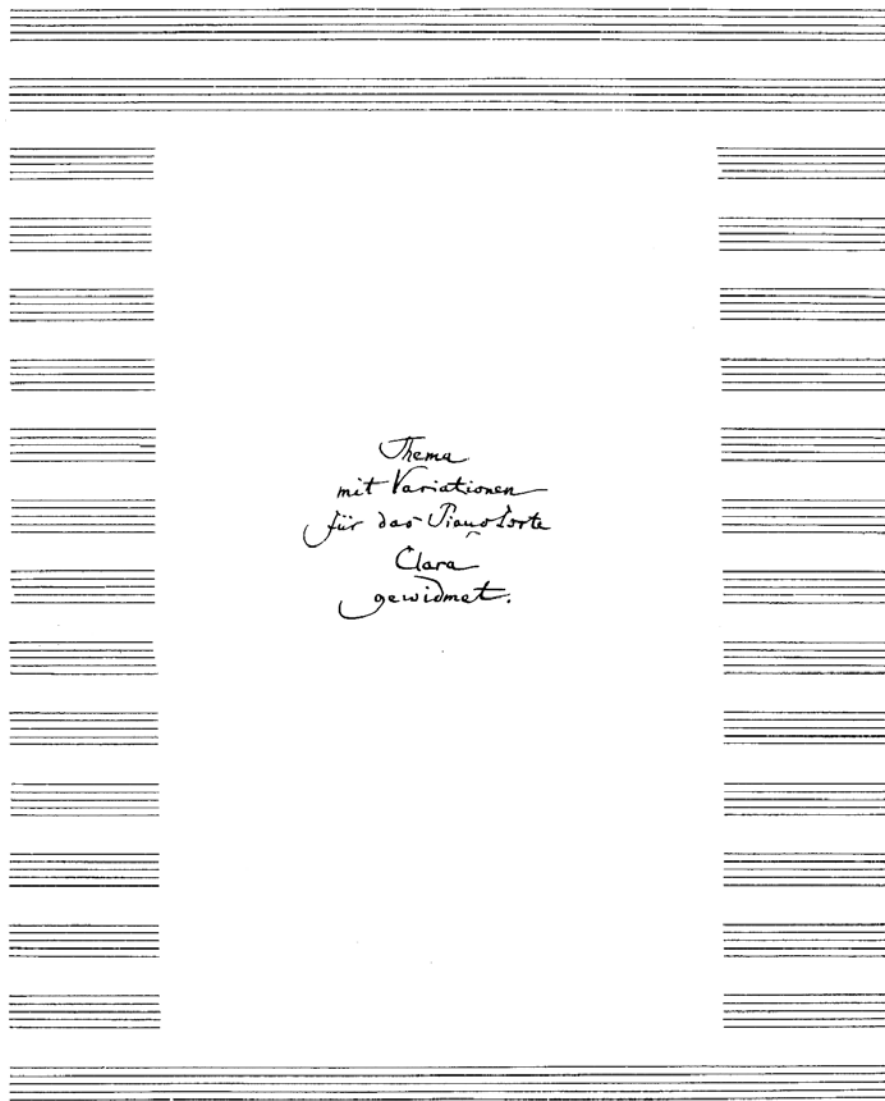 Thema
mit Variationen
für das Pianoforte
Clara
gewidmet.